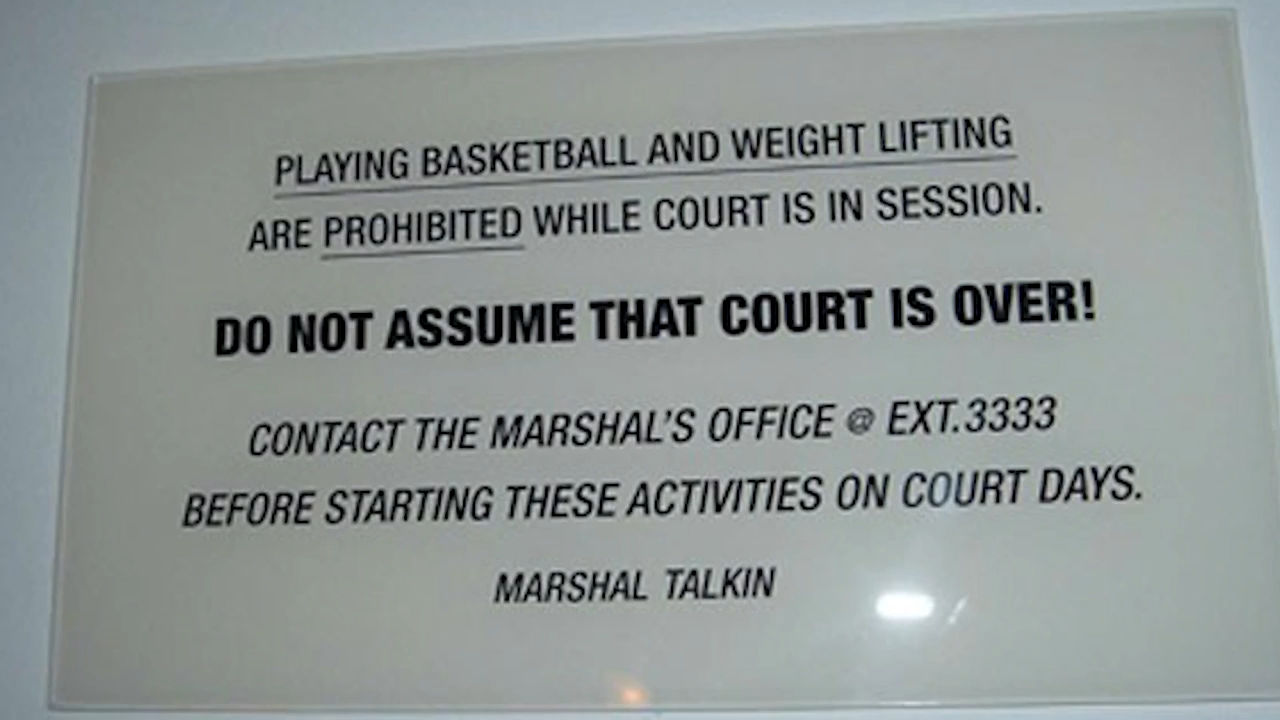 PLAYING BASKETBALL AND WEIGHT LIFTING
ARE PROHIBITED WHILE COURT IS IN SESSION.
DO NOT ASSUME THAT COURT IS OVER!
CONTACT THE MARSHAL'S OFFICE @ EXT.3333
BEFORE STARTING THESE ACTIVITIES ON COURT DAYS.
MARSHAL TALKIN